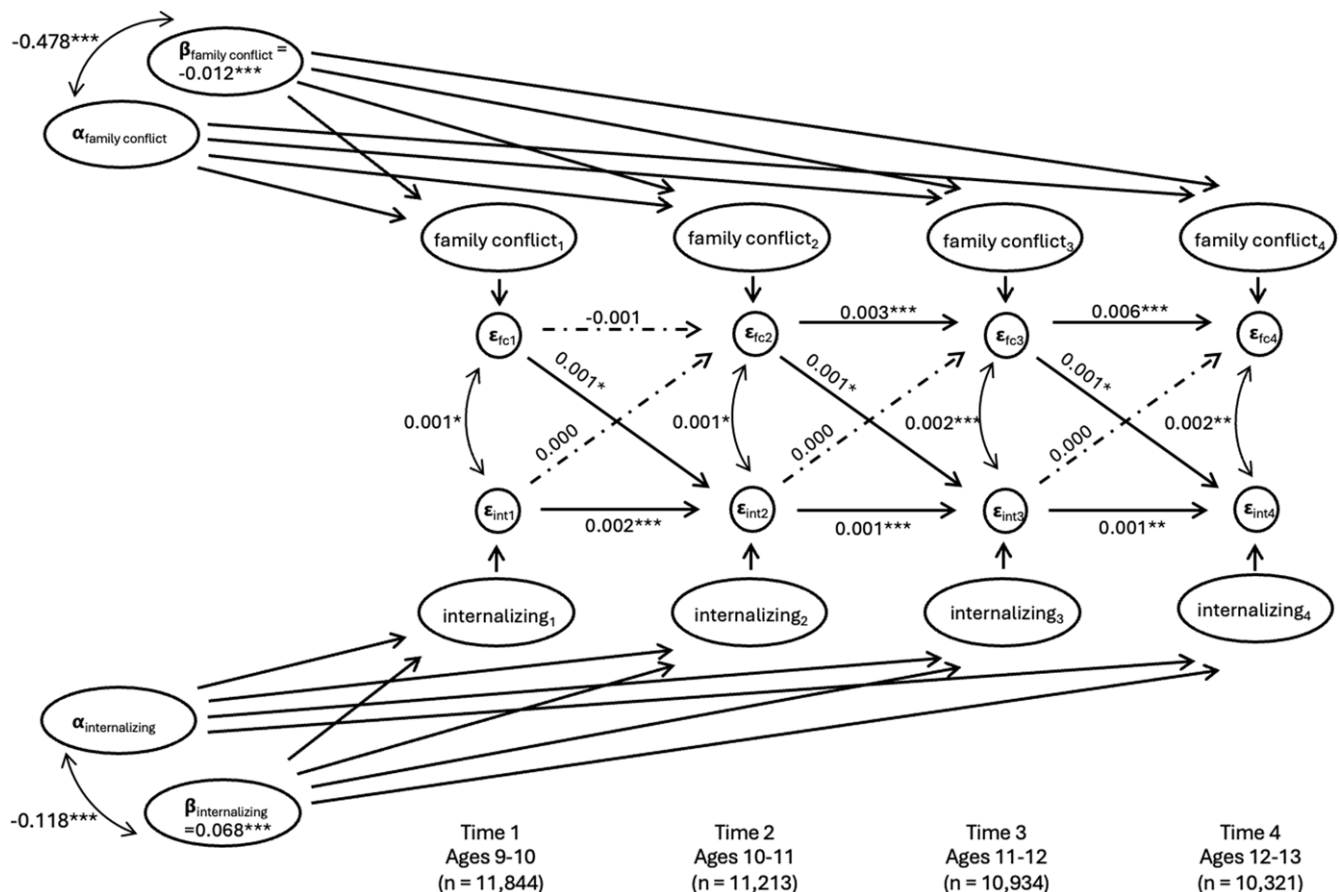 -0.478***
βfamily conflict =
-0.012***
αfamily conflict
family conflict₁
family conflict₂
family conflict₃
family conflict₄
εfc1
-0.001
εfc2
0.003***
εfc3
0.006***
εfc4
0.001*
0.001*
0.001*
0.001*
0.000
0.001*
0.000
0.002***
0.000
0.002**
εint1
0.002***
εint2
0.001***
εint3
0.001**
εint4
internalizing₁
internalizing₂
internalizing₃
internalizing₄
αinternalizing
-0.118***
βinternalizing
=0.068***
Time 1
Ages 9-10
(n = 11,844)
Time 2
Ages 10-11
(n = 11,213)
Time 3
Ages 11-12
(n = 10,934)
Time 4
Ages 12-13
(n = 10,321)